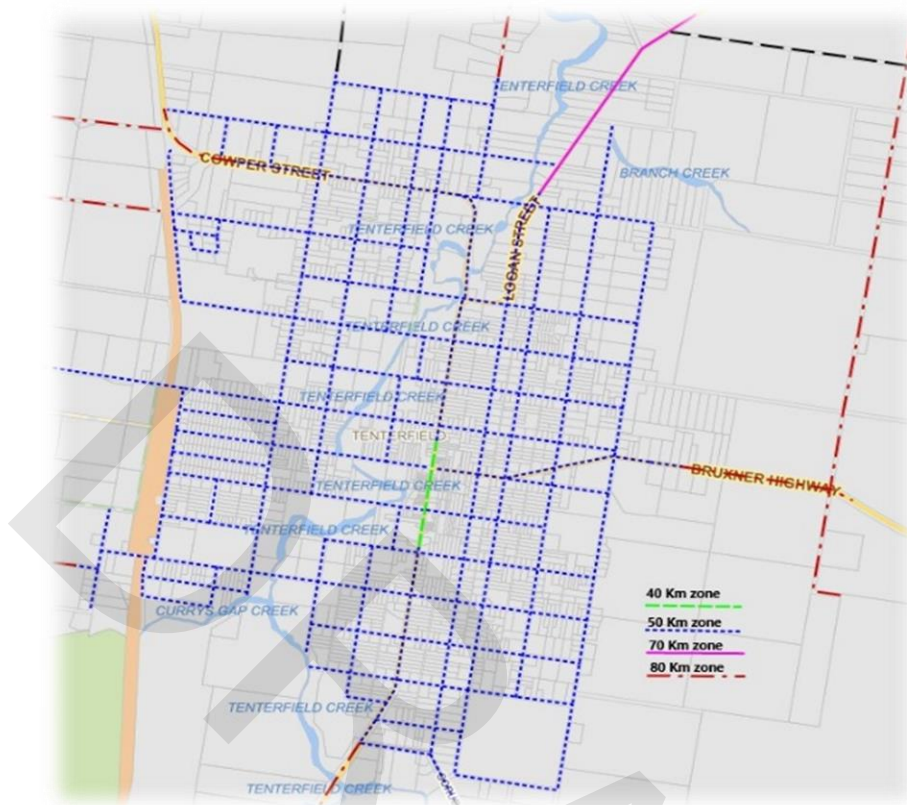 TENTERFIELD CREEK
COWPER STREET
BRANCH CREEK
TENTERFIELD CREEK
LOGAN STREET
TENTERFIELD CREEK
TENTERFIELD CREEK
TENTERFIELD
BRUXNER HIGHWAY
TENTERFIELD CREEK
TENTERFIELD CREEK
40 Km zone
CURRYS GAP CREEK
50 Km zone
70 Km zone
80 Km zone
TENTERFIELD CREEK
TENTERFIELD CREEK